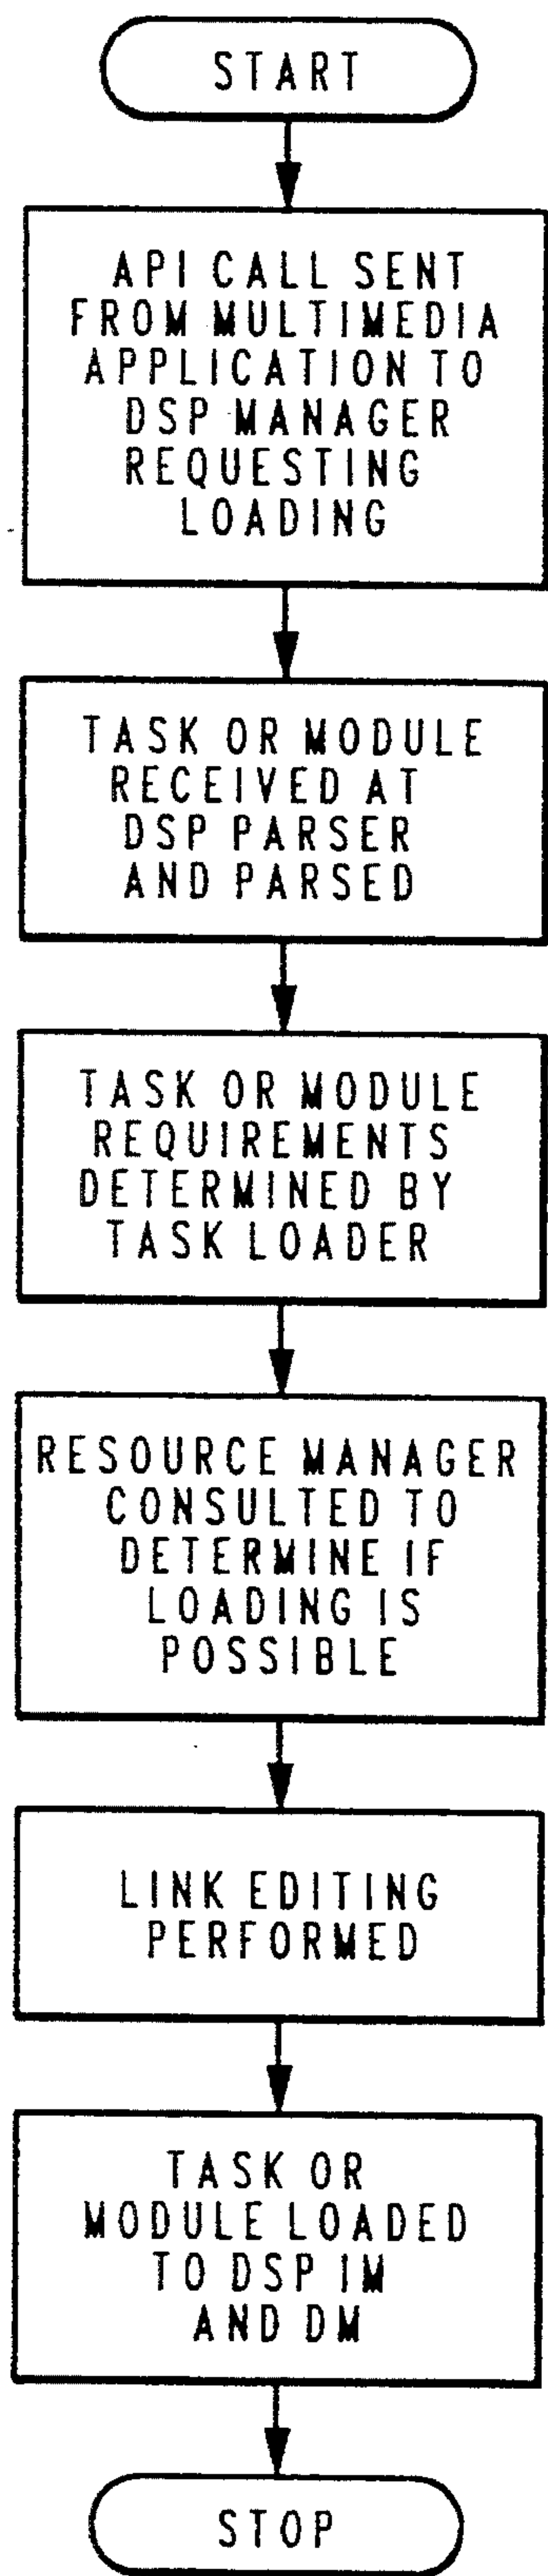 START
API CALL SENT
FROM MULTIMEDIA
APPLICATION TO
DSP MANAGER
REQUESTING
LOADING
TASK OR MODULE
RECEIVED AT
DSP PARSER
AND PARSED
TASK OR MODULE
REQUIREMENTS
DETERMINED BY
TASK LOADER
RESOURCE MANAGER
CONSULTED TO
DETERMINE IF
LOADING IS
POSSIBLE
LINK EDITING
PERFORMED
TASK OR
MODULE LOADED
TO DSP IM
AND DM
STOP